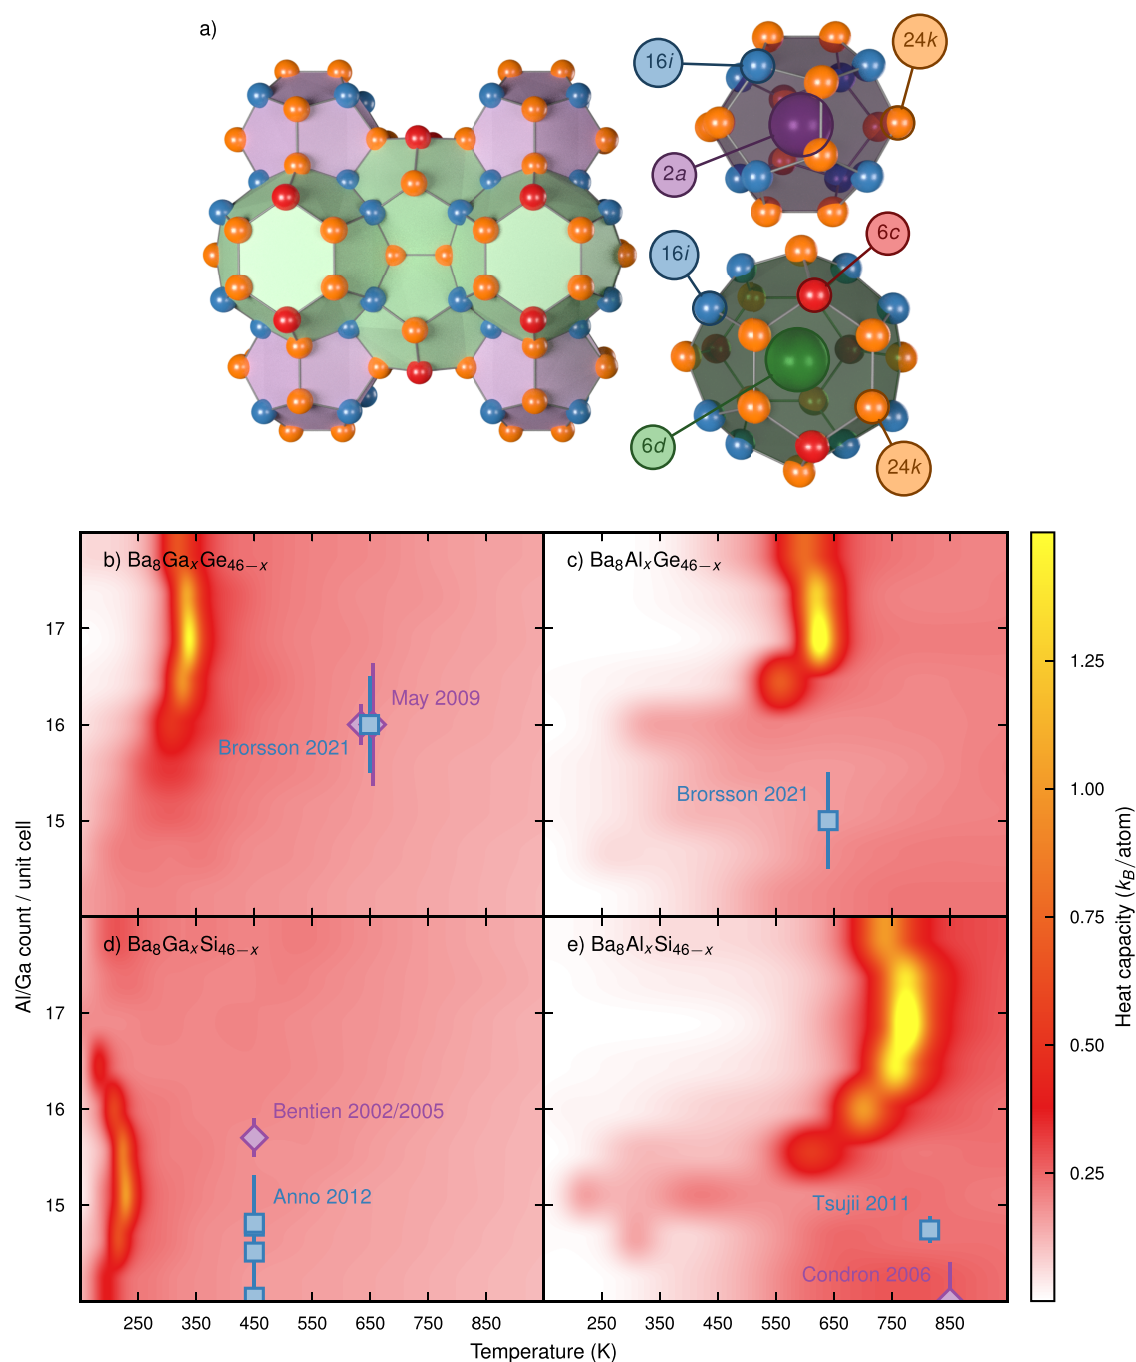 a)
16i
24k
2a
16i
6c
6d
24k
b) Ba₈GaₓGe₄₆₋ₓ
c) Ba₈AlₓGe₄₆₋ₓ
17
16
15
May 2009
Brorsson 2021
Brorsson 2021
d) Ba₈GaₓSi₄₆₋ₓ
e) Ba₈AlₓSi₄₆₋ₓ
17
16
15
Bentien 2002/2005
Anno 2012
Tsujii 2011
Condron 2006
250 350 450 550 650 750 850
250 350 450 550 650 750 850
Temperature (K)
Al/Ga count / unit cell
1.25
1.00
0.75
0.50
0.25
Heat capacity (k_B/atom)